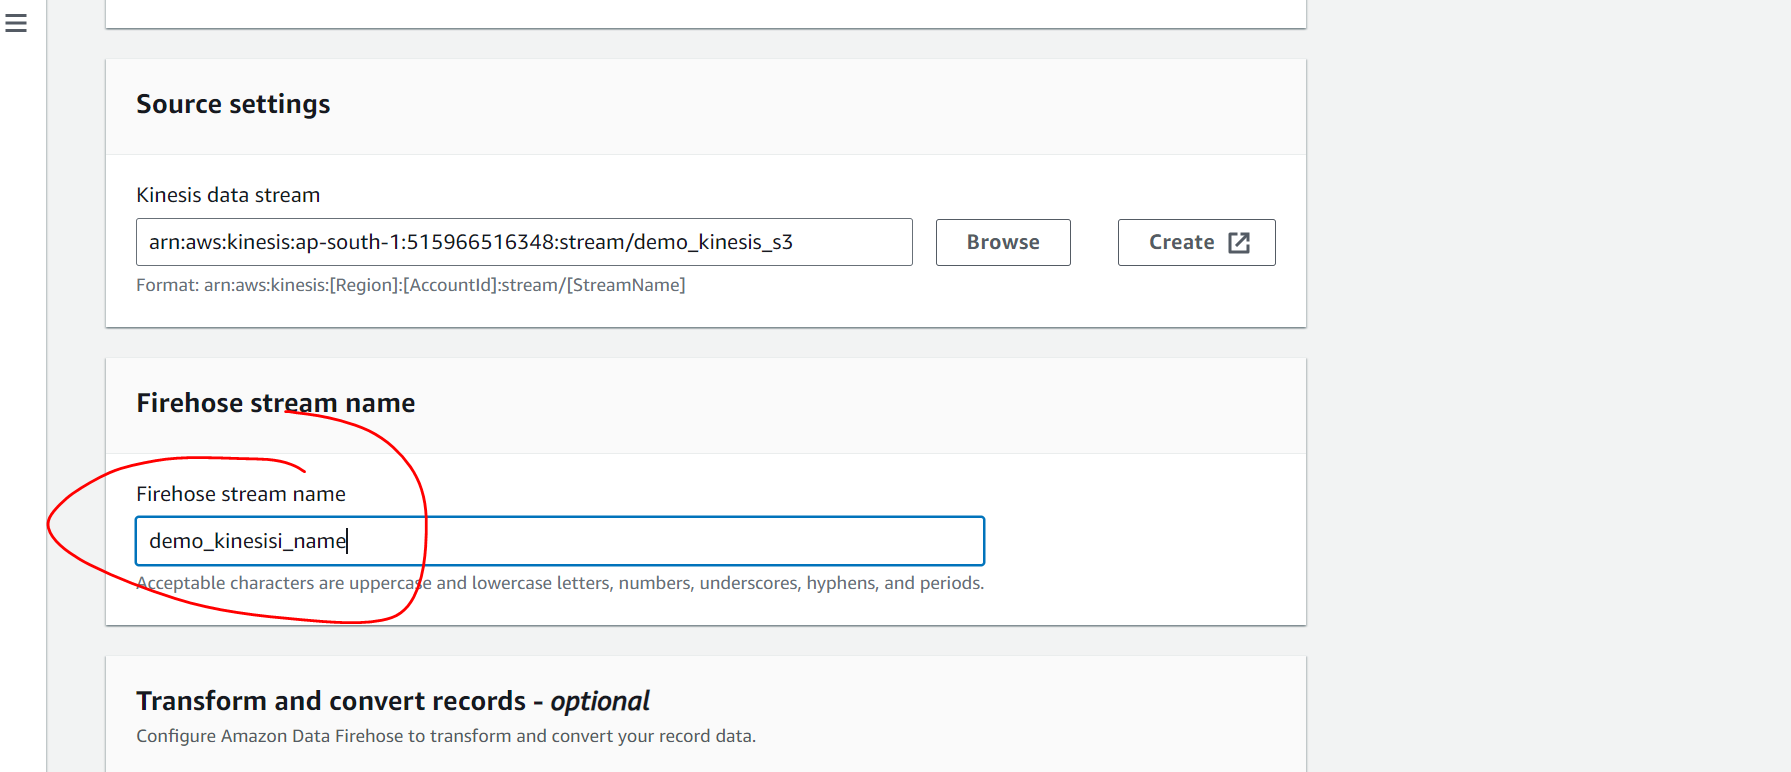 Source settings
Kinesis data stream
arn:aws:kinesis:ap-south-1:515966516348:stream/demo_kinesis_s3
Browse
Create
Format: arn:aws:kinesis:[Region]:[AccountId]:stream/[StreamName]
Firehose stream name
Firehose stream name
demo_kinesisi_name
Acceptable characters are uppercase and lowercase letters, numbers, underscores, hyphens, and periods.
Transform and convert records - optional
Configure Amazon Data Firehose to transform and convert your record data.